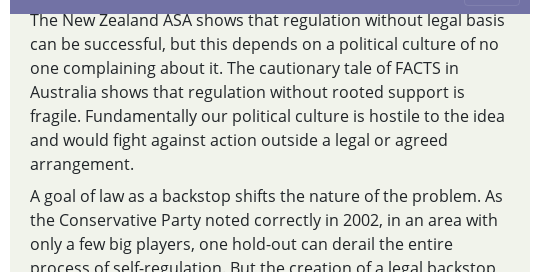 The New Zealand ASA shows that regulation without legal basis
can be successful, but this depends on a political culture of no
one complaining about it. The cautionary tale of FACTS in
Australia shows that regulation without rooted support is
fragile. Fundamentally our political culture is hostile to the idea
and would fight against action outside a legal or agreed
arrangement.
A goal of law as a backstop shifts the nature of the problem. As
the Conservative Party noted correctly in 2002, in an area with
only a few big players, one hold-out can derail the entire
process of self-regulation. But the creation of a legal backstop